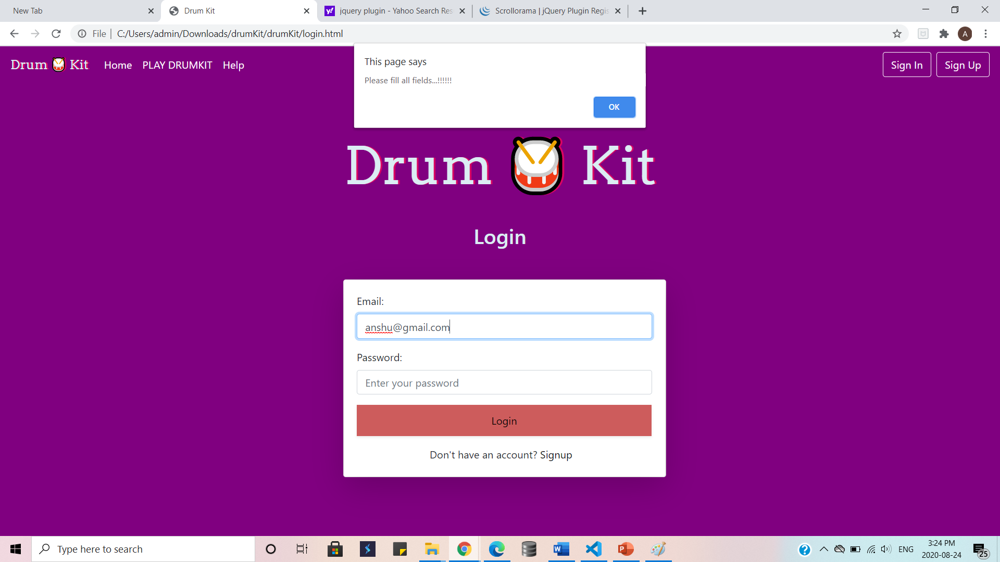 New Tab
Drum Kit
jquery plugin - Yahoo Search Res
Scrollorama | jQuery Plugin Regis
File
C:/Users/admin/Downloads/drumKit/drumKit/login.html
A
Drum Kit
Home
PLAY DRUMKIT
Help
Sign In
Sign Up
This page says
Please fill all fields...!!!!!!
OK
Drum Kit
Login
Email:
anshu@gmail.com
Password:
Enter your password
Login
Don't have an account? Signup
Type here to search
ENG
3:24 PM
2020-08-24
25